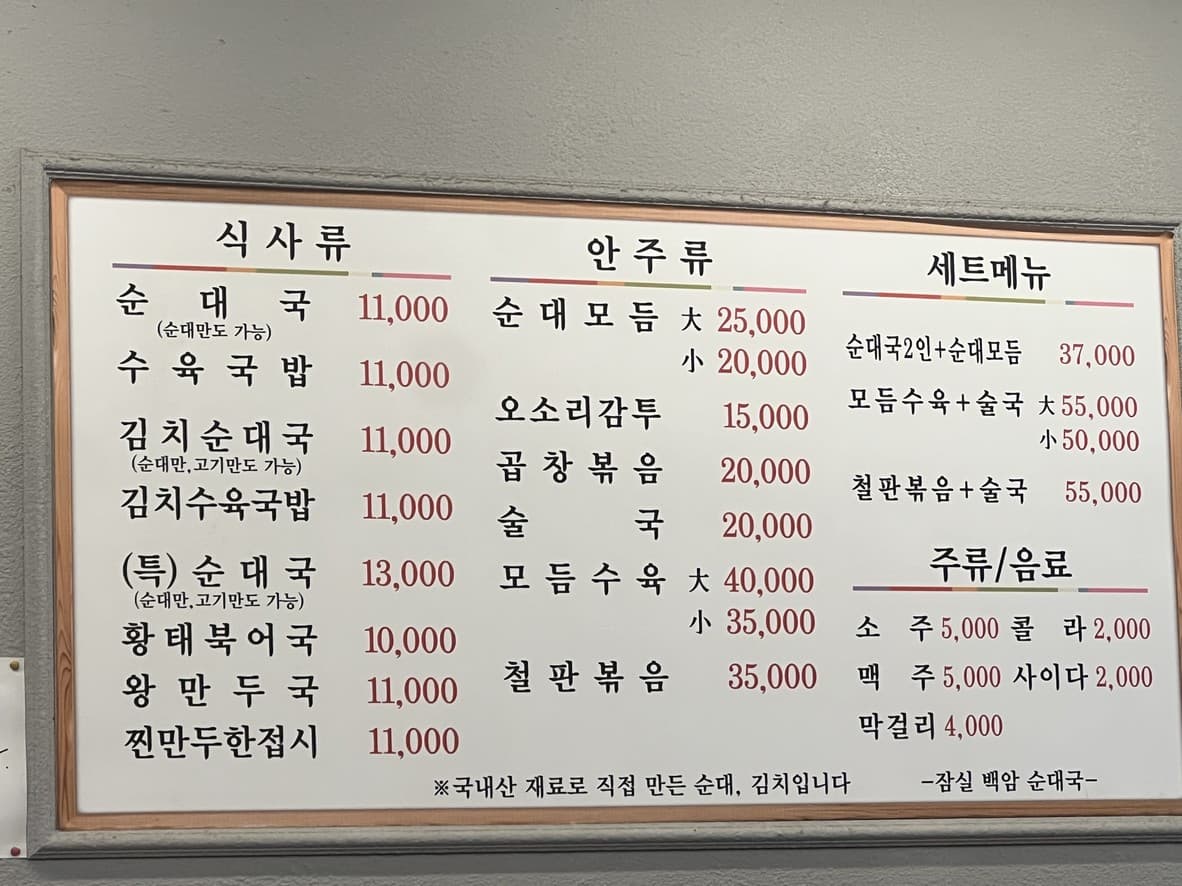 식사류
순대국 11,000
(순대만도 가능)
수육국밥 11,000
김치순대국 11,000
(순대만,고기만도 가능)
김치수육국밥 11,000
(특)순대국 13,000
(순대만,고기만도 가능)
황태북어국 10,000
왕만두국 11,000
찐만두한접시 11,000
안주류
순대모듬 大 25,000
小 20,000
오소리감투 15,000
곱창볶음 20,000
술국 20,000
모듬수육 大 40,000
小 35,000
철판볶음 35,000
세트메뉴
순대국2인+순대모듬 37,000
모듬수육+술국 大 55,000
小 50,000
철판볶음+술국 55,000
주류/음료
소주 5,000 콜라 2,000
맥주 5,000 사이다 2,000
막걸리 4,000
※국내산 재료로 직접 만든 순대, 김치입니다
-잠실 백암 순대국-